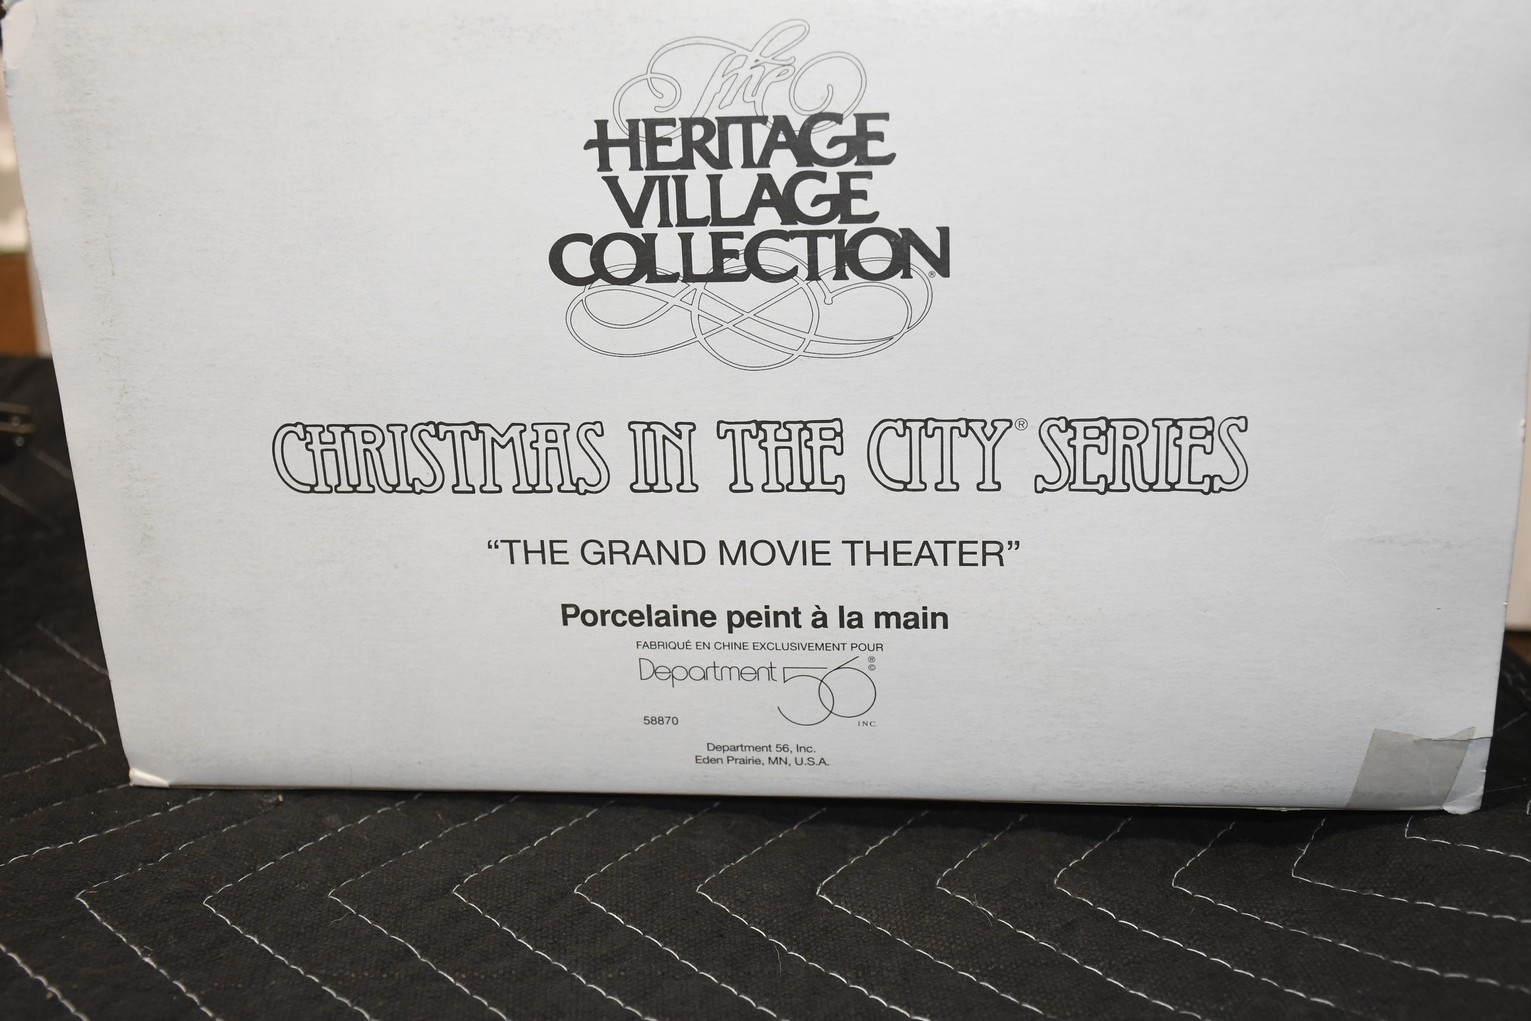 The
HERITAGE
VILLAGE
COLLECTION®
CHRISTMAS IN THE CITY® SERIES
“THE GRAND MOVIE THEATER”
Porcelaine peint à la main
FABRIQUÉ EN CHINE EXCLUSIVEMENT POUR
Department 56 ® ©
INC.
58870
Department 56, Inc.
Eden Prairie, MN, U.S.A.